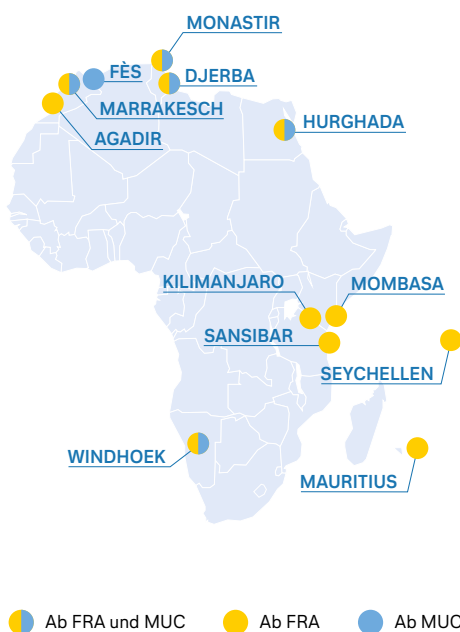 MONASTIR
FÈS
DJERBA
MARRAKESCH
HURGHADA
AGADIR
KILIMANJARO
MOMBASA
SANSIBAR
SEYCHELLEN
WINDHOEK
MAURITIUS
Ab FRA und MUC
Ab FRA
Ab MUC